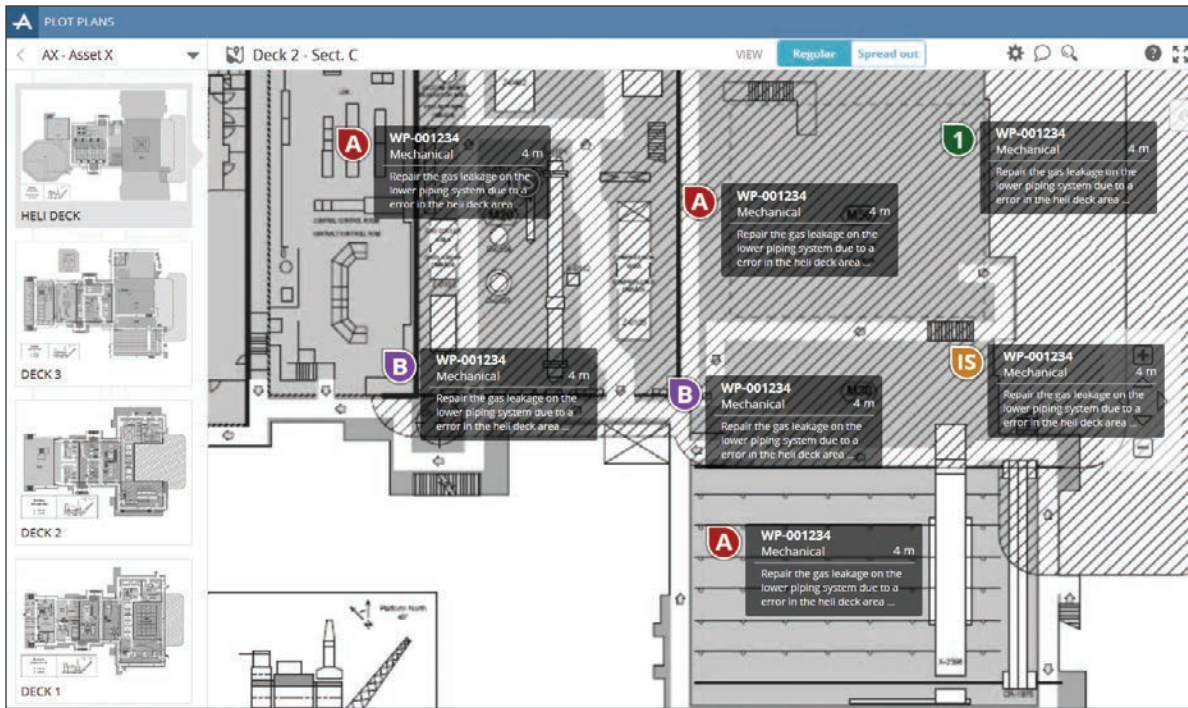 PLOT PLANS
AX - Asset X
Deck 2 - Sect. C
VIEW
Regular
Spread out
?
HELI DECK
DECK 3
DECK 2
DECK 1
A
WP-001234
Mechanical 4 m
Repair the gas leakage on the
lower piping system due to a
error in the heli deck area ...
1
WP-001234
Mechanical 4 m
Repair the gas leakage on the
lower piping system due to a
error in the heli deck area ...
A
WP-001234
Mechanical 4 m
Repair the gas leakage on the
lower piping system due to a
error in the heli deck area ...
B
WP-001234
Mechanical 4 m
Repair the gas leakage on the
lower piping system due to a
error in the heli deck area ...
B
WP-001234
Mechanical 4 m
Repair the gas leakage on the
lower piping system due to a
error in the heli deck area ...
IS
WP-001234
Mechanical 4 m
Repair the gas leakage on the
lower piping system due to a
error in the heli deck area ...
A
WP-001234
Mechanical 4 m
Repair the gas leakage on the
lower piping system due to a
error in the heli deck area ...
CENTRAL CONTROL ROOM
Platform North